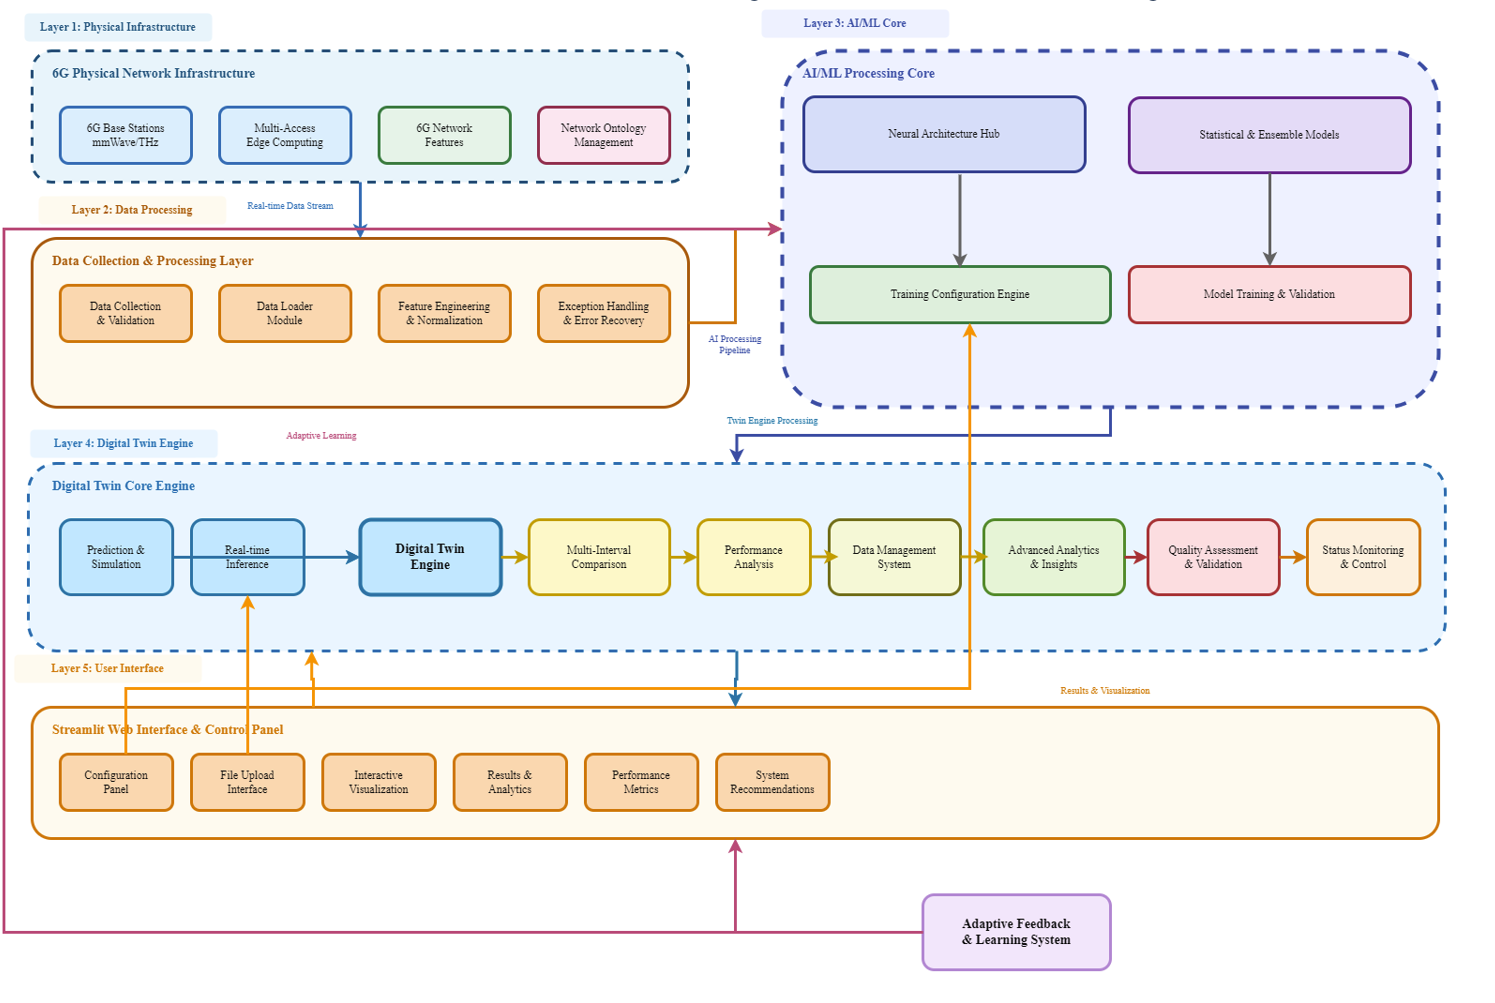 Layer 1: Physical Infrastructure
Layer 3: AI/ML Core
6G Physical Network Infrastructure
AI/ML Processing Core
6G Base Stations
mmWave/THz
Multi-Access
Edge Computing
6G Network
Features
Network Ontology
Management
Neural Architecture Hub
Statistical & Ensemble Models
Layer 2: Data Processing
Real-time Data Stream
Data Collection & Processing Layer
Data Collection
& Validation
Data Loader
Module
Feature Engineering
& Normalization
Exception Handling
& Error Recovery
Training Configuration Engine
Model Training & Validation
AI Processing
Pipeline
Twin Engine Processing
Layer 4: Digital Twin Engine
Adaptive Learning
Digital Twin Core Engine
Prediction &
Simulation
Real-time
Inference
Digital Twin
Engine
Multi-Interval
Comparison
Performance
Analysis
Data Management
System
Advanced Analytics
& Insights
Quality Assessment
& Validation
Status Monitoring
& Control
Layer 5: User Interface
Results & Visualization
Streamlit Web Interface & Control Panel
Configuration
Panel
File Upload
Interface
Interactive
Visualization
Results &
Analytics
Performance
Metrics
System
Recommendations
Adaptive Feedback
& Learning System